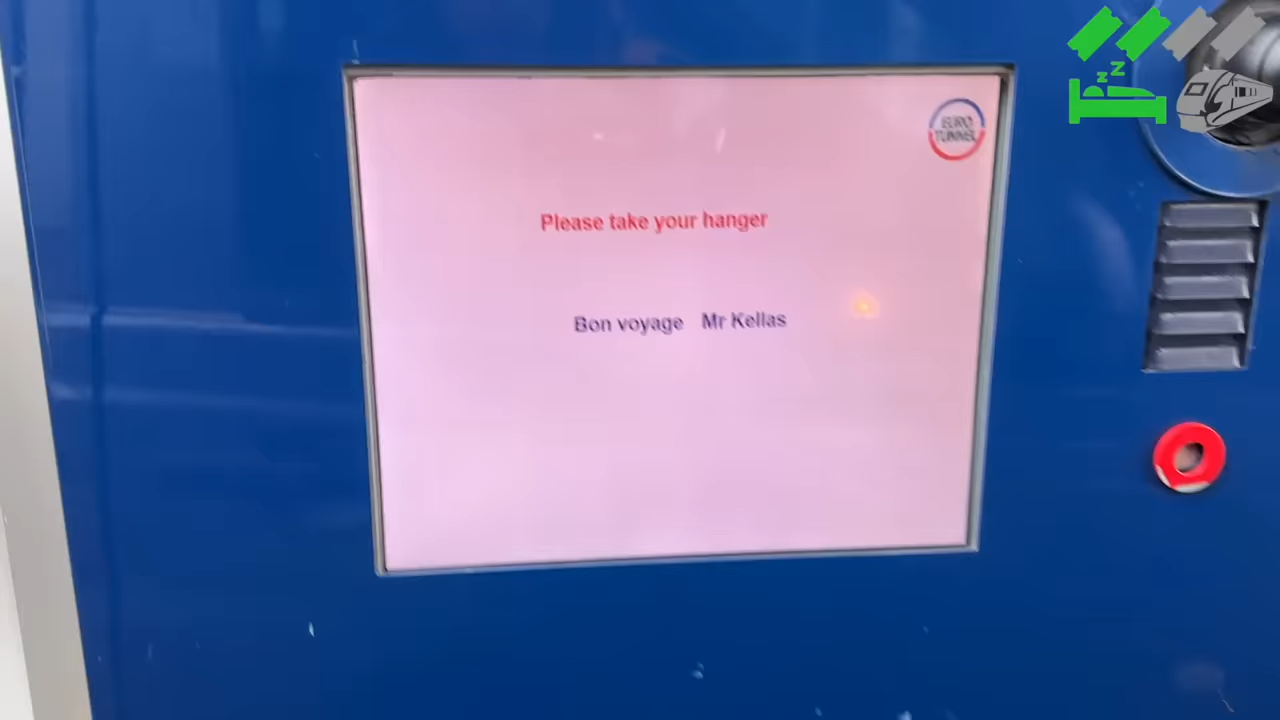 EURO
TUNNEL
Please take your hanger
Bon voyage Mr Kellas
z z